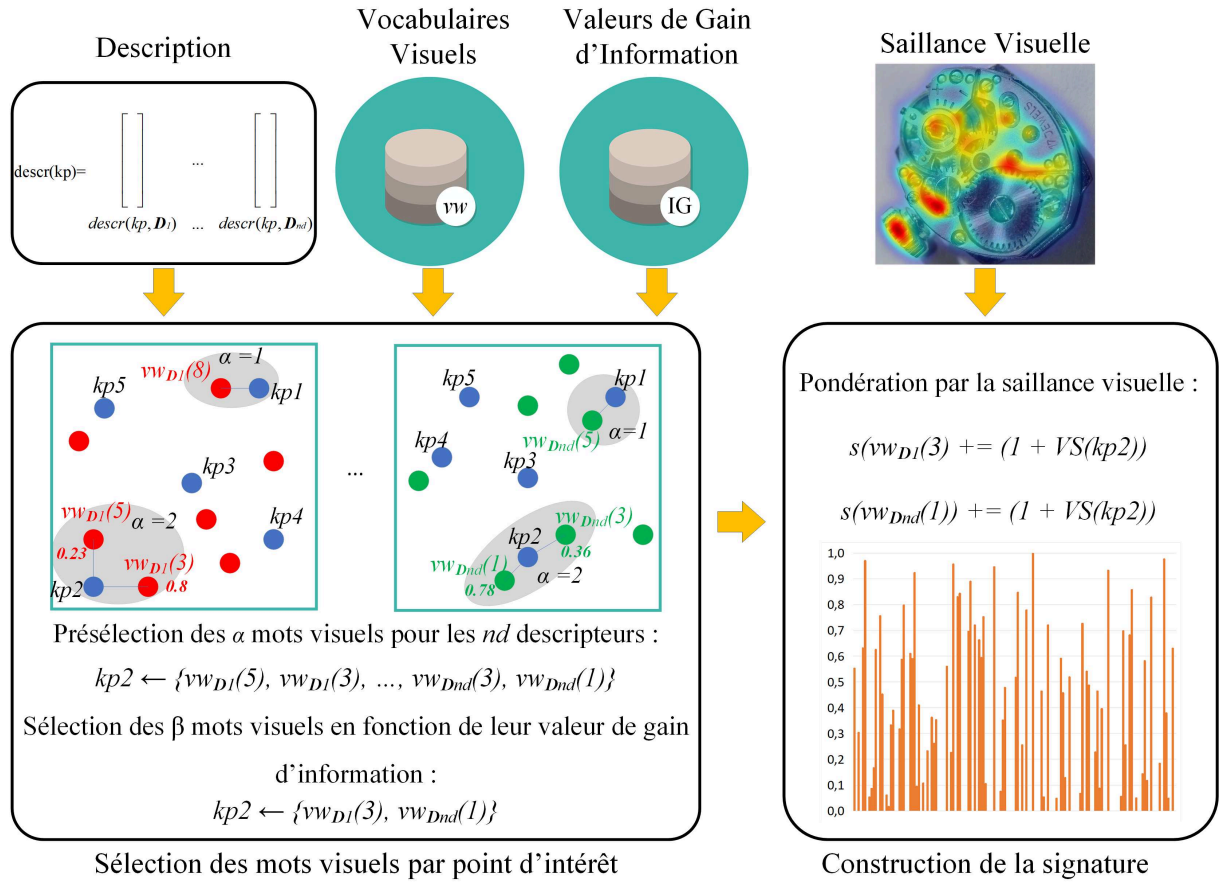 Description
Vocabulaires
Visuels
Valeurs de Gain
d’Information
Saillance Visuelle
descr(kp)=
...
descr(kp, D1) ... descr(kp, Dnd)
vw
IG
17 JEWELS
α =1
vwD1(8)
kp1
kp5
kp3
kp4
vwD1(5)
α =2
0.23
vwD1(3)
kp2
0.8
...
kp5
kp1
α=1
vwDnd(5)
kp4
kp3
vwDnd(3)
kp2
0.36
vwDnd(1)
α =2
0.78
Présélection des α mots visuels pour les nd descripteurs :
kp2 ← {vwD1(5), vwD1(3), ..., vwDnd(3), vwDnd(1)}
Sélection des β mots visuels en fonction de leur valeur de gain
d’information :
kp2 ← {vwD1(3), vwDnd(1)}
Sélection des mots visuels par point d’intérêt
Pondération par la saillance visuelle :
s(vwD1(3) += (1 + VS(kp2))
s(vwDnd(1)) += (1 + VS(kp2))
1,0
0,9
0,8
0,7
0,6
0,5
0,4
0,3
0,2
0,1
0,0
Construction de la signature